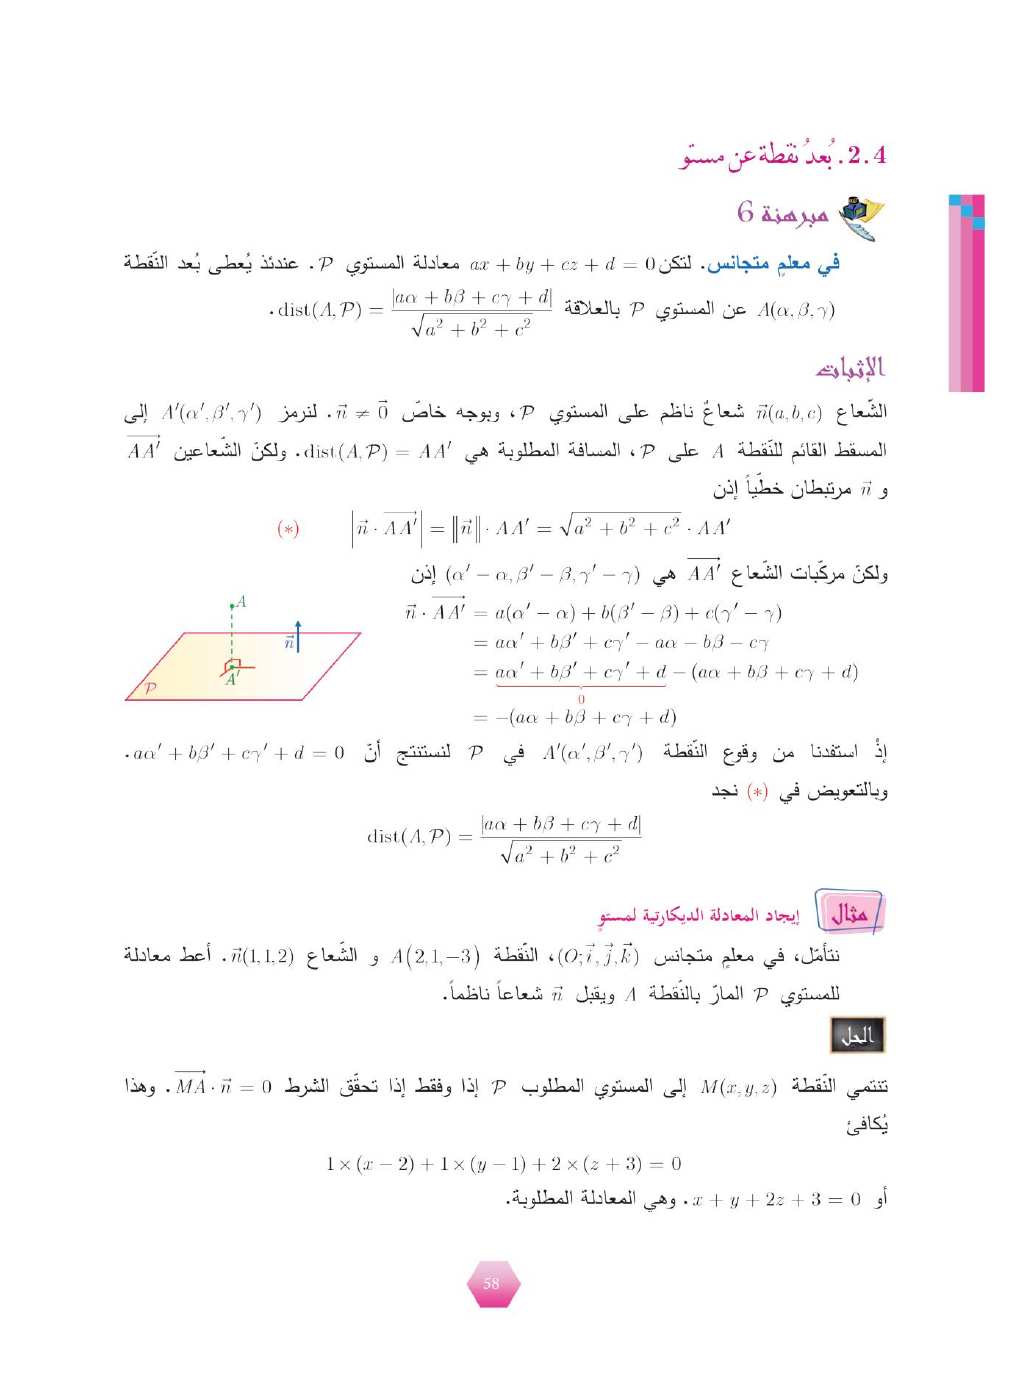 2.4. بُعدُ نقطة عن مستوٍ
مبرهنة 6
في معلمٍ متجانس. لتكن ax + by + cz + d = 0 معادلة المستوي P. عندئذ يُعطى بُعد النّقطة
A(α, β, γ) عن المستوي P بالعلاقة dist(A, P) = |aα + bβ + cγ + d| / √(a² + b² + c²).
الإثبات
الشّعاع n⃗(a, b, c) شعاعٌ ناظم على المستوي P، وبوجه خاصّ n⃗ ≠ 0⃗. لنرمز A′(α′, β′, γ′) إلى
المسقط القائم للنّقطة A على P، المسافة المطلوبة هي dist(A, P) = AA′. ولكنّ الشّعاعين AA′⃗
و n⃗ مرتبطان خطّياً إذن
|n⃗ · AA′⃗| = ‖n⃗‖ · AA′ = √(a² + b² + c²) · AA′ (*)
ولكنّ مركّبات الشّعاع AA′⃗ هي (α′ − α, β′ − β, γ′ − γ) إذن
n⃗ · AA′⃗ = a(α′ − α) + b(β′ − β) + c(γ′ − γ)
= aα′ + bβ′ + cγ′ − aα − bβ − cγ
= aα′ + bβ′ + cγ′ + d − (aα + bβ + cγ + d)
0
= −(aα + bβ + cγ + d)
A
n⃗
A′
P
إذْ استفدنا من وقوع النّقطة A′(α′, β′, γ′) في P لنستنتج أنّ aα′ + bβ′ + cγ′ + d = 0.
وبالتعويض في (*) نجد
dist(A, P) = |aα + bβ + cγ + d| / √(a² + b² + c²)
مثال إيجاد المعادلة الديكارتية لمستوٍ
نتأمّل، في معلمٍ متجانس (O; i⃗, j⃗, k⃗)، النّقطة A(2,1,−3) و الشّعاع n⃗(1,1,2). أعط معادلة
للمستوي P المارّ بالنّقطة A ويقبل n⃗ شعاعاً ناظماً.
الحل
تنتمي النّقطة M(x, y, z) إلى المستوي المطلوب P إذا وفقط إذا تحقّق الشرط MA⃗ · n⃗ = 0. وهذا
يُكافئ
1×(x − 2) + 1×(y − 1) + 2×(z + 3) = 0
أو x + y + 2z + 3 = 0. وهي المعادلة المطلوبة.
58